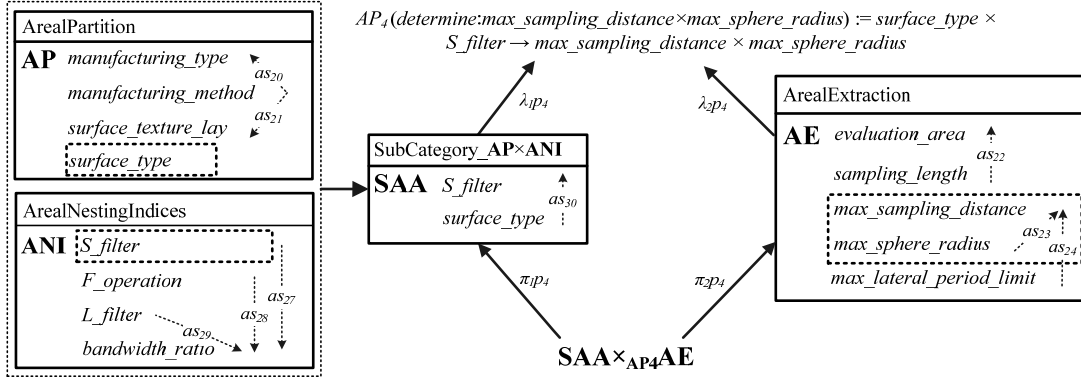 AP₄(determine:max_sampling_distance×max_sphere_radius) := surface_type ×
S_filter → max_sampling_distance × max_sphere_radius
ArealPartition
AP manufacturing_type
as₂₀
manufacturing_method
as₂₁
surface_texture_lay
surface_type
ArealNestingIndices
ANI S_filter
F_operation
as₂₇
as₂₈
L_filter
as₂₉
bandwidth_ratio
λ₁p₄
λ₂p₄
SubCategory_AP×ANI
SAA S_filter
as₃₀
surface_type
ArealExtraction
AE evaluation_area
as₂₂
sampling_length
max_sampling_distance
as₂₃
max_sphere_radius
as₂₄
max_lateral_period_limit
π₁p₄
π₂p₄
SAA×AP4AE